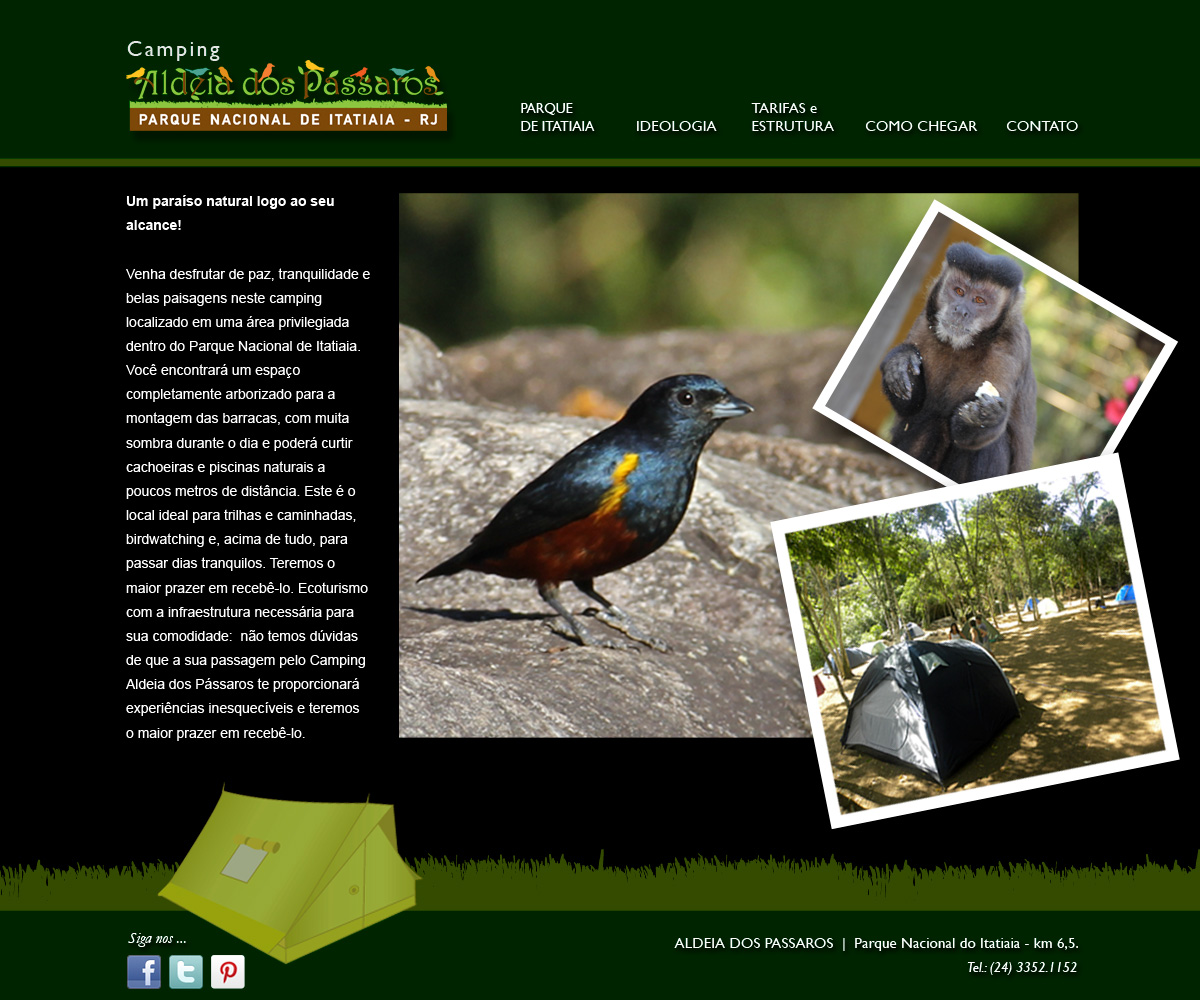 Camping
Aldeia dos Pássaros
PARQUE NACIONAL DE ITATIAIA - RJ
PARQUE
DE ITATIAIA
IDEOLOGIA
TARIFAS e
ESTRUTURA
COMO CHEGAR
CONTATO
Um paraíso natural logo ao seu
alcance!
Venha desfrutar de paz, tranquilidade e
belas paisagens neste camping
localizado em uma área privilegiada
dentro do Parque Nacional de Itatiaia.
Você encontrará um espaço
completamente arborizado para a
montagem das barracas, com muita
sombra durante o dia e poderá curtir
cachoeiras e piscinas naturais a
poucos metros de distância. Este é o
local ideal para trilhas e caminhadas,
birdwatching e, acima de tudo, para
passar dias tranquilos. Teremos o
maior prazer em recebê-lo. Ecoturismo
com a infraestrutura necessária para
sua comodidade:  não temos dúvidas
de que a sua passagem pelo Camping
Aldeia dos Pássaros te proporcionará
experiências inesquecíveis e teremos
o maior prazer em recebê-lo.
Siga nos ...
ALDEIA DOS PASSAROS | Parque Nacional do Itatiaia - km 6,5.
Tel.: (24) 3352.1152